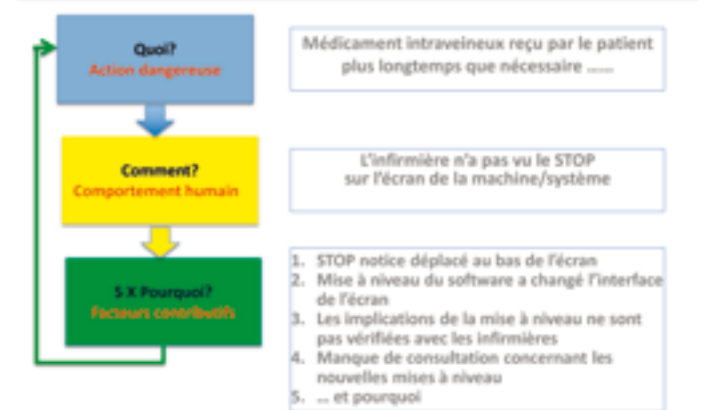 Quoi?
Action dangereuse
Médicament intraveineux reçu par le patient
plus longtemps que nécessaire ......
Comment?
Comportement humain
L'infirmière n'a pas vu le STOP
sur l'écran de la machine/système
5 X Pourquoi?
Facteurs contributifs
1. STOP notice déplacé au bas de l'écran
2. Mise à niveau du software a changé l'interface
de l'écran
3. Les implications de la mise à niveau ne sont
pas vérifiées avec les infirmières
4. Manque de consultation concernant les
nouvelles mises à niveau
5. ... et pourquoi